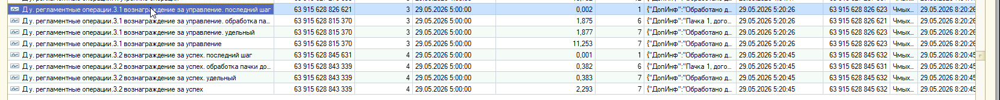 Д у. регламентные операции.3.1 вознаграждение за управление. последний шаг 63 915 628 826 621 3 29.05.2026 5:00:00 0,002 1 {"ДопИнф":"Обработано д... 29.05.2026 5:20:26 63 915 628 826 623 Чмых... 29.05.2026 8:20:26
Д у. регламентные операции.3.1 вознаграждение за управление. обработка па... 63 915 628 815 370 3 29.05.2026 5:00:00 1,875 6 {"ДопИнф":"Пачка 1, дого... 29.05.2026 5:20:26 63 915 628 826 621 Чмых... 29.05.2026 8:20:26
Д у. регламентные операции.3.1 вознаграждение за управление. удельный 63 915 628 815 370 3 29.05.2026 5:00:00 1,877 7 {"ДопИнф":"Обработано д... 29.05.2026 5:20:26 63 915 628 826 623 Чмых... 29.05.2026 8:20:26
Д у. регламентные операции.3.1 вознаграждение за управление 63 915 628 815 370 3 29.05.2026 5:00:00 11,253 7 {"ДопИнф":"Обработано д... 29.05.2026 5:20:26 63 915 628 826 623 Чмых... 29.05.2026 8:20:26
Д у. регламентные операции.3.2 вознаграждение за успех. последний шаг 63 915 628 845 631 4 29.05.2026 5:00:00 0,001 1 {"ДопИнф":"Обработано д... 29.05.2026 5:20:45 63 915 628 845 632 Чмых... 29.05.2026 8:20:45
Д у. регламентные операции.3.2 вознаграждение за успех. обработка пачки до... 63 915 628 843 339 4 29.05.2026 5:00:00 0,382 6 {"ДопИнф":"Пачка 1, дого... 29.05.2026 5:20:45 63 915 628 845 631 Чмых... 29.05.2026 8:20:45
Д у. регламентные операции.3.2 вознаграждение за успех. удельный 63 915 628 843 339 4 29.05.2026 5:00:00 0,383 7 {"ДопИнф":"Обработано д... 29.05.2026 5:20:45 63 915 628 845 632 Чмых... 29.05.2026 8:20:45
Д у. регламентные операции.3.2 вознаграждение за успех 63 915 628 843 339 4 29.05.2026 5:00:00 2,293 7 {"ДопИнф":"Обработано д... 29.05.2026 5:20:45 63 915 628 845 632 Чмых... 29.05.2026 8:20:45